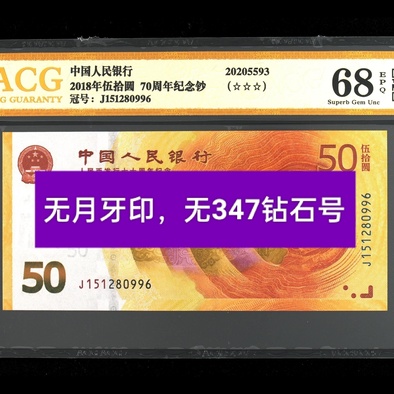 ACG
NG GUARANTY
中国人民银行
2018年伍拾圆 70周年纪念钞
冠号: J151280996
20205593
(☆☆☆)
68
EPQ
Superb Gem Unc
中国人民银行
50
伍拾圆
无月牙印，无347钻石号
J151280996
50
J151280996